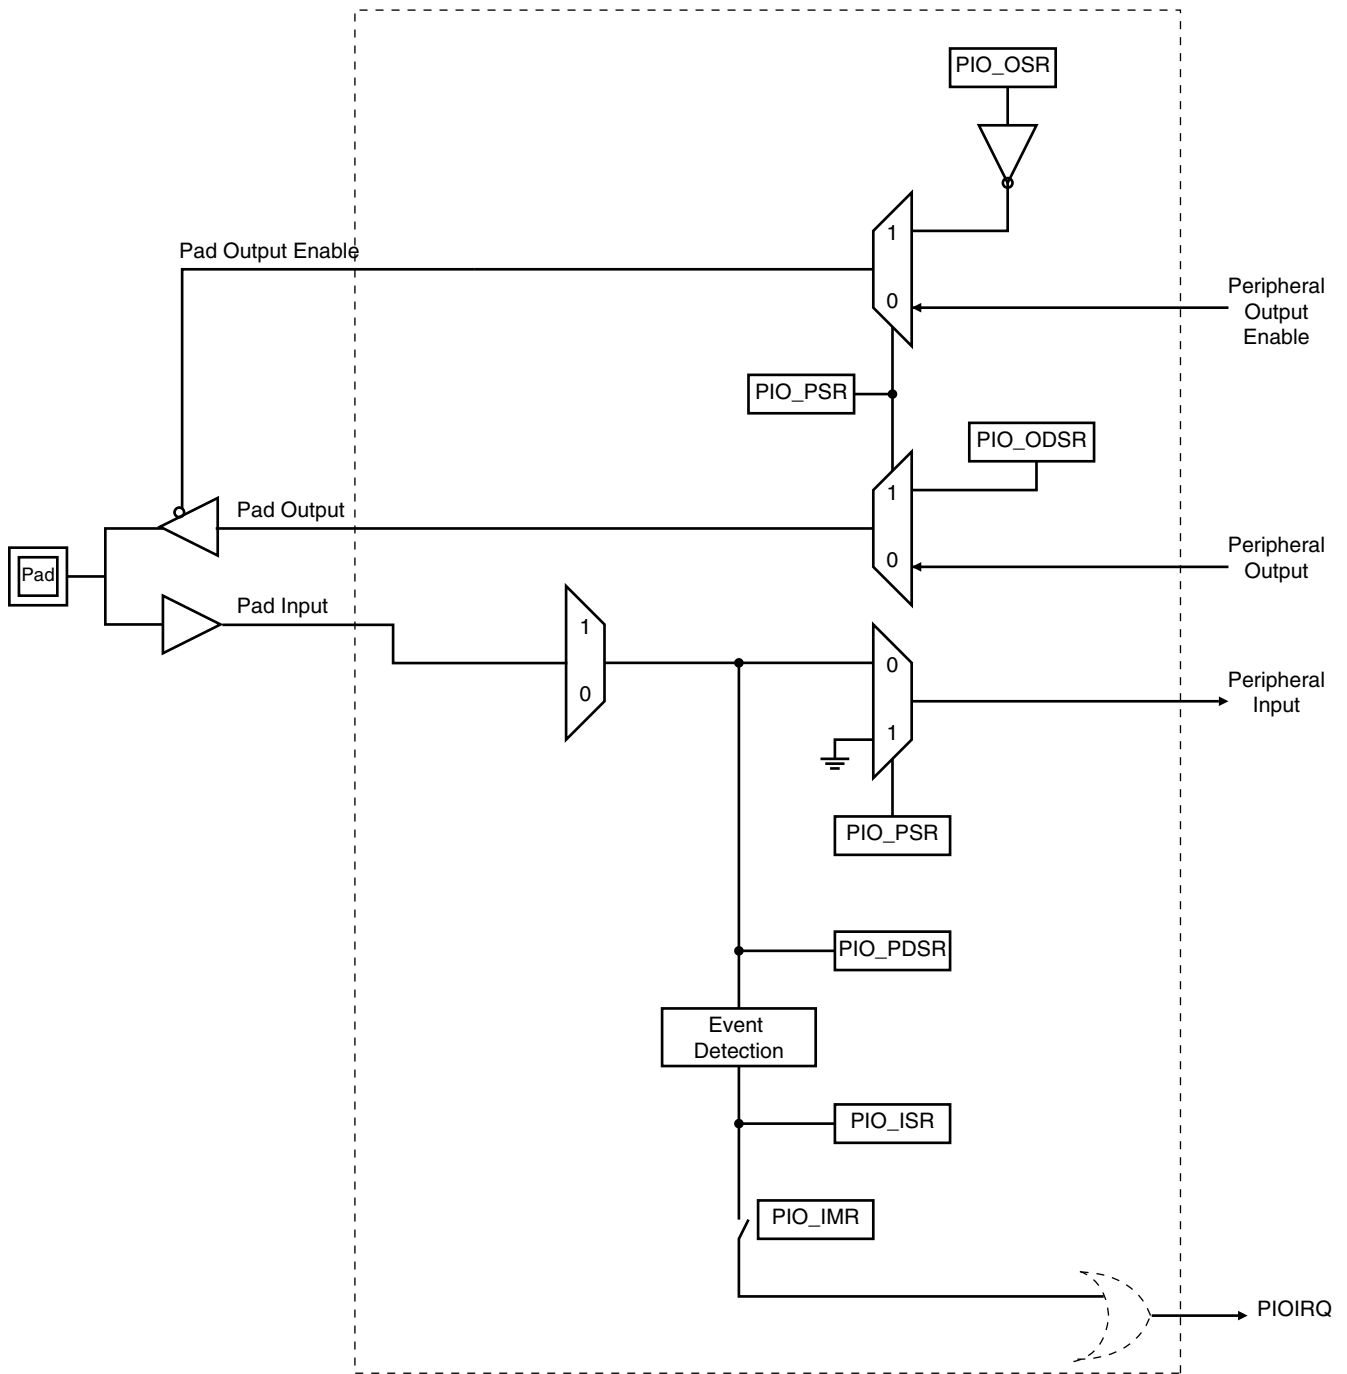 PIO_OSR
1
Pad Output Enable
0
Peripheral
Output
Enable
PIO_PSR
PIO_ODSR
1
Pad Output
0
Peripheral
Output
Pad
Pad Input
1
0
0
1
Peripheral
Input
PIO_PSR
PIO_PDSR
Event
Detection
PIO_ISR
PIO_IMR
PIOIRQ